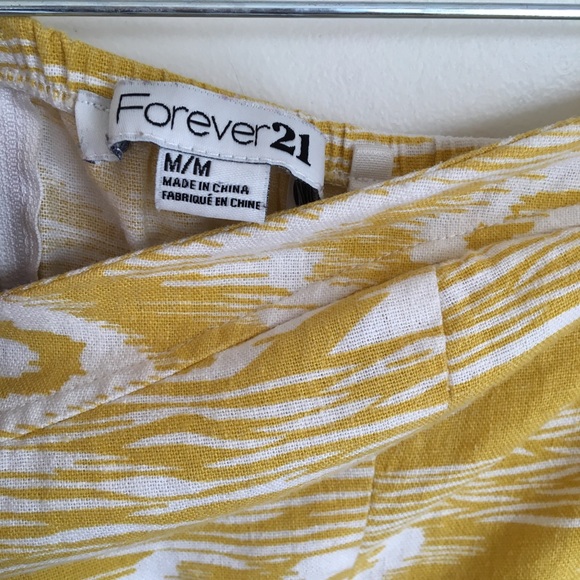 Forever21
M/M
MADE IN CHINA
FABRIQUÉ EN CHINE